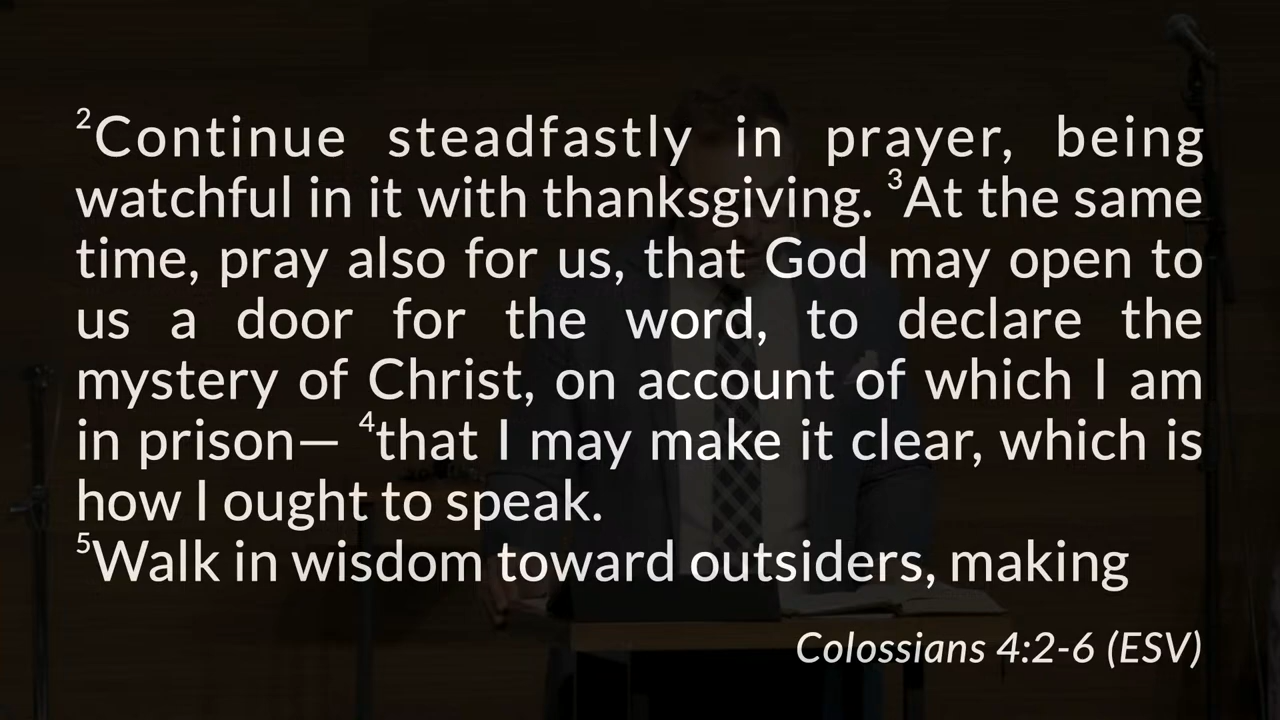 ²Continue steadfastly in prayer, being
watchful in it with thanksgiving. ³At the same
time, pray also for us, that God may open to
us a door for the word, to declare the
mystery of Christ, on account of which I am
in prison— ⁴that I may make it clear, which is
how I ought to speak.
⁵Walk in wisdom toward outsiders, making
Colossians 4:2-6 (ESV)